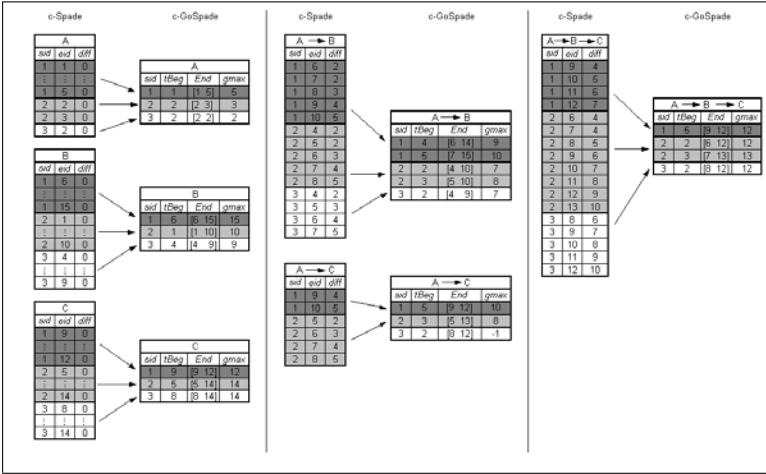 c-Spade c-GoSpade
A
sid eid diff
1 1 0
⋮ ⋮ ⋮
1 5 0
2 2 0
2 3 0
3 2 0
A
sid tBeg End gmax
1 1 [1 5] 5
2 2 [2 3] 3
3 2 [2 2] 2
B
sid eid diff
1 6 0
⋮ ⋮ ⋮
1 15 0
2 1 0
⋮ ⋮ ⋮
2 10 0
3 4 0
⋮ ⋮ ⋮
3 9 0
B
sid tBeg End gmax
1 6 [6 15] 15
2 1 [1 10] 10
3 4 [4 9] 9
C
sid eid diff
1 9 0
⋮ ⋮ ⋮
1 12 0
2 5 0
⋮ ⋮ ⋮
2 14 0
3 8 0
⋮ ⋮ ⋮
3 14 0
C
sid tBeg End gmax
1 9 [9 12] 12
2 5 [5 14] 14
3 8 [8 14] 14
c-Spade c-GoSpade
A → B
sid eid diff
1 6 2
1 7 2
1 8 3
1 9 4
1 10 5
2 4 2
2 5 2
2 6 3
2 7 4
2 8 5
3 4 2
3 5 3
3 6 4
3 7 5
A → B
sid tBeg End gmax
1 4 [6 14] 9
1 5 [7 15] 10
2 2 [4 10] 7
2 3 [5 10] 8
3 2 [4 9] 7
A → C
sid eid diff
1 9 4
1 10 5
2 5 2
2 6 3
2 7 4
2 8 5
A → C
sid tBeg End gmax
1 5 [9 12] 10
2 3 [5 13] 8
3 2 [8 12] -1
c-Spade c-GoSpade
A → B → C
sid eid diff
1 9 4
1 10 5
1 11 6
1 12 7
2 6 4
2 7 4
2 8 5
2 9 6
2 10 7
2 11 8
2 12 9
2 13 10
3 8 6
3 9 7
3 10 8
3 11 9
3 12 10
A → B → C
sid tBeg End gmax
1 5 [9 12] 12
2 2 [6 12] 12
2 3 [7 13] 13
3 2 [8 12] 12